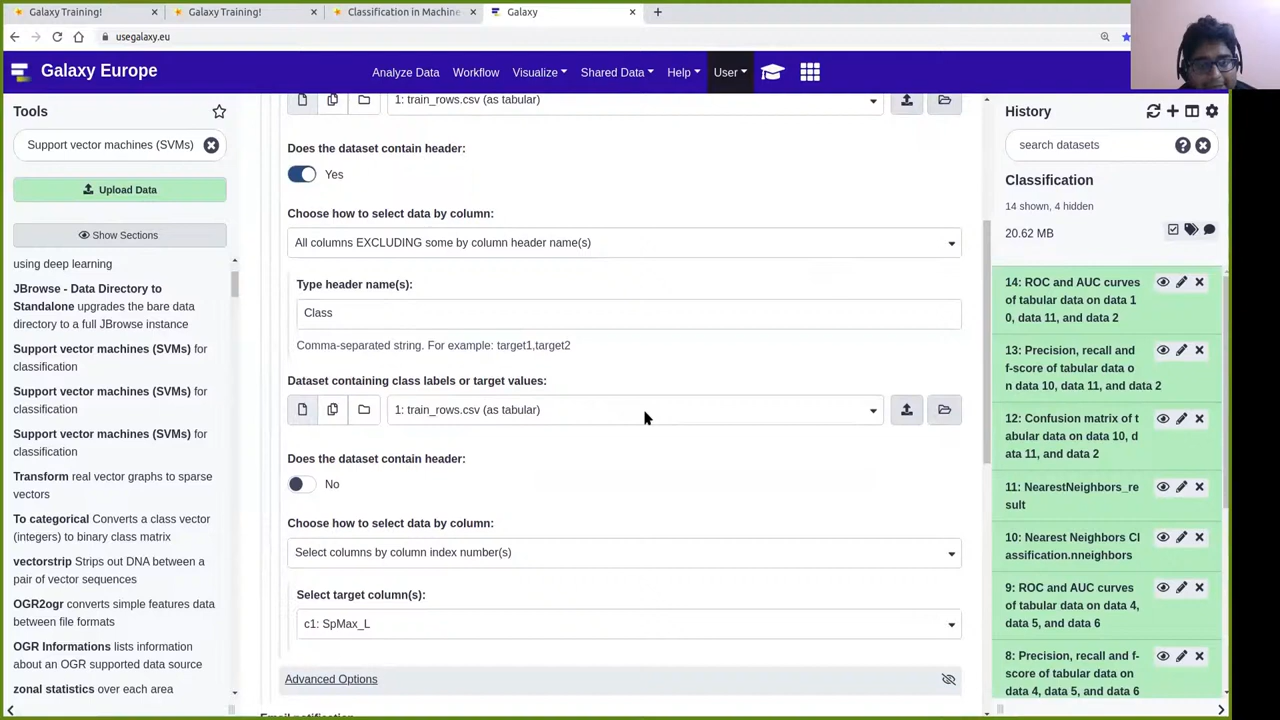 Galaxy Training!
Galaxy Training!
Classification in Machine
Galaxy
usegalaxy.eu
Galaxy Europe
Analyze Data
Workflow
Visualize
Shared Data
Help
User
Tools
Support vector machines (SVMs)
Upload Data
Show Sections
using deep learning
JBrowse - Data Directory to
Standalone upgrades the bare data
directory to a full JBrowse instance
Support vector machines (SVMs) for
classification
Support vector machines (SVMs) for
classification
Support vector machines (SVMs) for
classification
Transform real vector graphs to sparse
vectors
To categorical Converts a class vector
(integers) to binary class matrix
vectorstrip Strips out DNA between a
pair of vector sequences
OGR2ogr converts simple features data
between file formats
OGR Informations lists information
about an OGR supported data source
zonal statistics over each area
1: train_rows.csv (as tabular)
Does the dataset contain header:
Yes
Choose how to select data by column:
All columns EXCLUDING some by column header name(s)
Type header name(s):
Class
Comma-separated string. For example: target1,target2
Dataset containing class labels or target values:
1: train_rows.csv (as tabular)
Does the dataset contain header:
No
Choose how to select data by column:
Select columns by column index number(s)
Select target column(s):
c1: SpMax_L
Advanced Options
Email notification
History
search datasets
Classification
14 shown, 4 hidden
20.62 MB
14: ROC and AUC curves
of tabular data on data 1
0, data 11, and data 2
13: Precision, recall and
f-score of tabular data o
n data 10, data 11, and data 2
12: Confusion matrix of t
abular data on data 10, d
ata 11, and data 2
11: NearestNeighbors_re
sult
10: Nearest Neighbors Cl
assification.nneighbors
9: ROC and AUC curves
of tabular data on data 4,
data 5, and data 6
8: Precision, recall and f-
score of tabular data on
data 4, data 5, and data 6